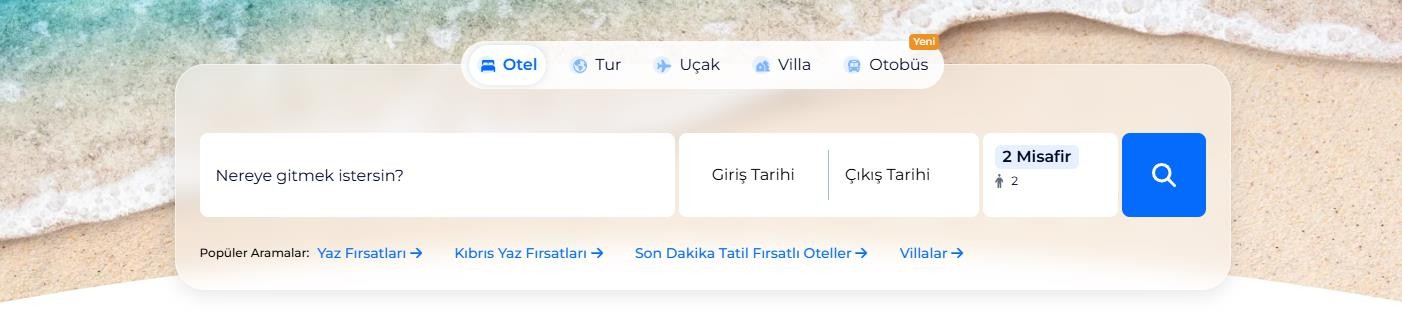 Yeni
Otel Tur Uçak Villa Otobüs
Nereye gitmek istersin?
Giriş Tarihi Çıkış Tarihi
2 Misafir
2
Popüler Aramalar: Yaz Fırsatları Kıbrıs Yaz Fırsatları Son Dakika Tatil Fırsatlı Oteller Villalar